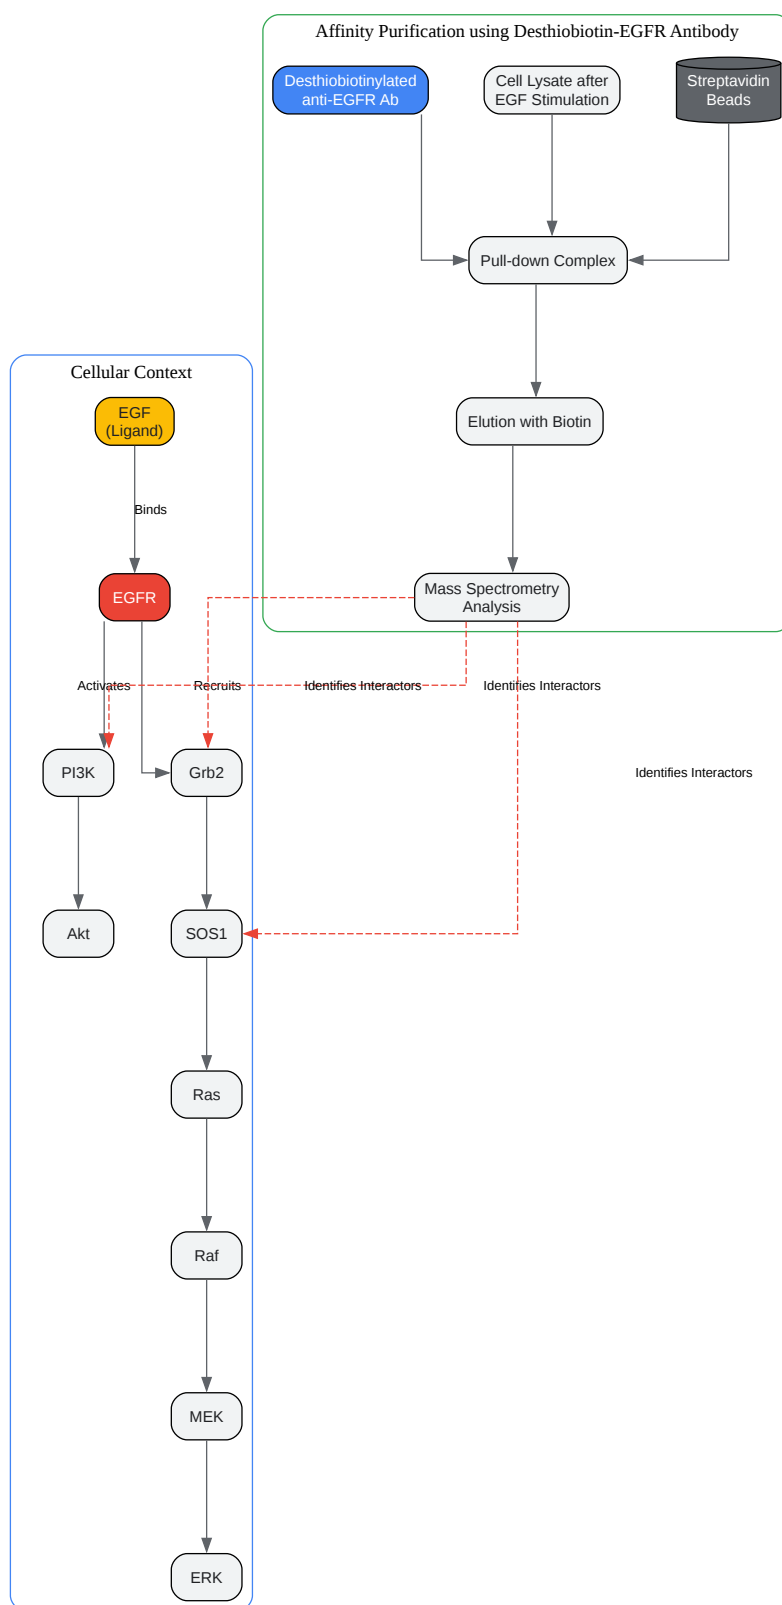 Affinity Purification using Desthiobiotin-EGFR Antibody
Desthiobiotinylated
anti-EGFR Ab
Cell Lysate after
EGF Stimulation
Streptavidin
Beads
Pull-down Complex
Cellular Context
EGF
(Ligand)
Elution with Biotin
Binds
EGFR
Mass Spectrometry
Analysis
Activates
Recruits
Identifies Interactors
Identifies Interactors
PI3K
Grb2
Identifies Interactors
Akt
SOS1
Ras
Raf
MEK
ERK